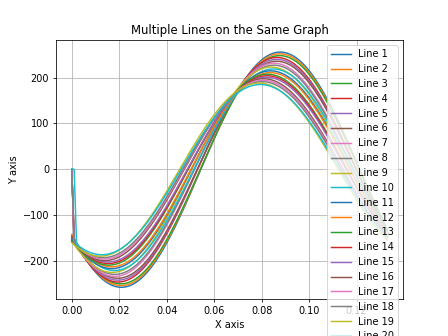 Multiple Lines on the Same Graph
Y axis
200
100
0
−100
−200
0.00
0.02
0.04
0.06
0.08
0.10
X axis
Line 1
Line 2
Line 3
Line 4
Line 5
Line 6
Line 7
Line 8
Line 9
Line 10
Line 11
Line 12
Line 13
Line 14
Line 15
Line 16
Line 17
Line 18
Line 19
Line 20